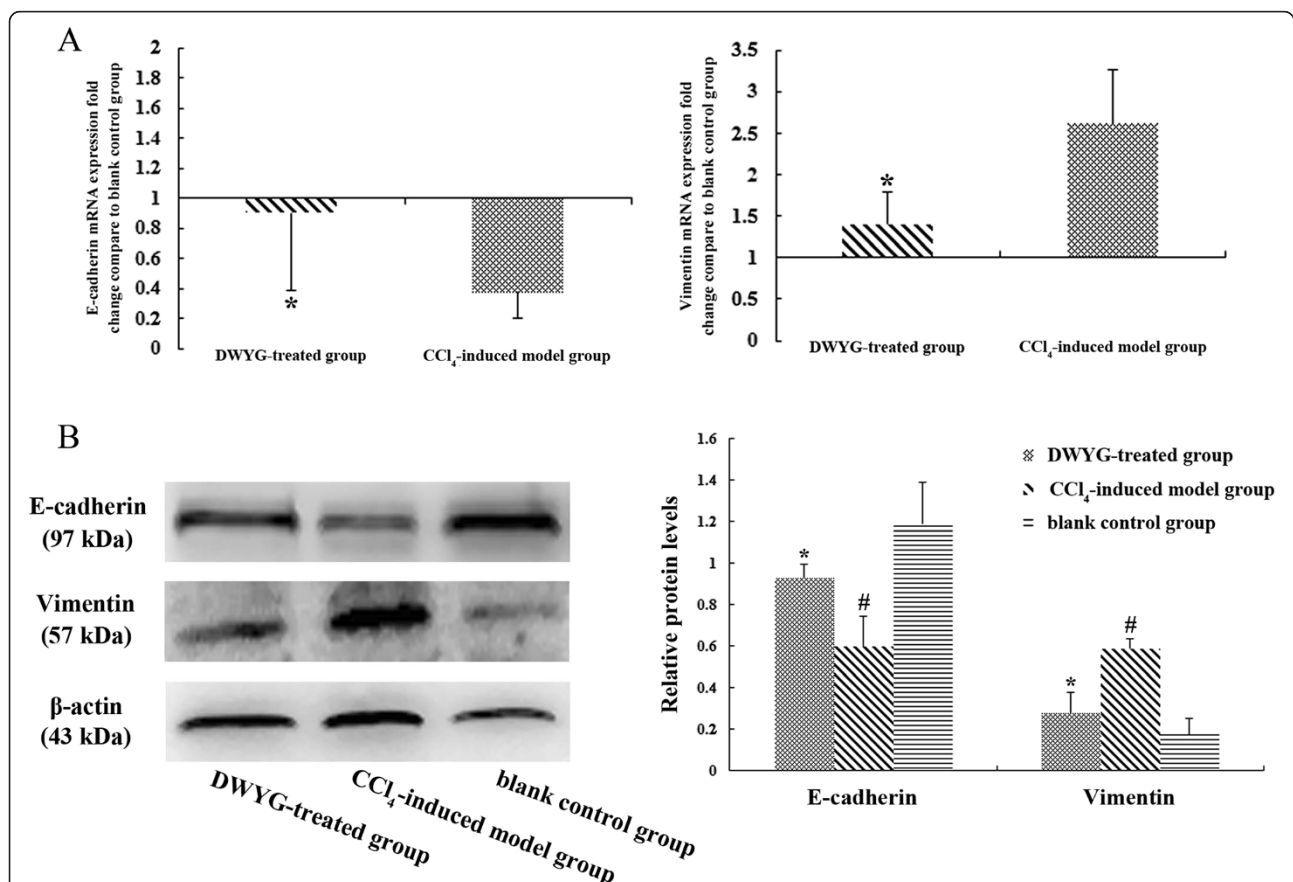 A
E-cadherin mRNA expression fold
change compare to blank control group
2
1.8
1.6
1.4
1.2
1
0.8
0.6
0.4
0.2
0
*
DWYG-treated group
CCl4-induced model group
Vimentin mRNA expression fold
change compare to blank control group
3.5
3
2.5
2
1.5
1
0.5
0
*
DWYG-treated group
CCl4-induced model group
B
E-cadherin
(97 kDa)
Vimentin
(57 kDa)
β-actin
(43 kDa)
DWYG-treated group
CCl4-induced model group
blank control group
Relative protein levels
1.6
1.4
1.2
1
0.8
0.6
0.4
0.2
0
DWYG-treated group
CCl4-induced model group
blank control group
*
#
*
#
E-cadherin
Vimentin